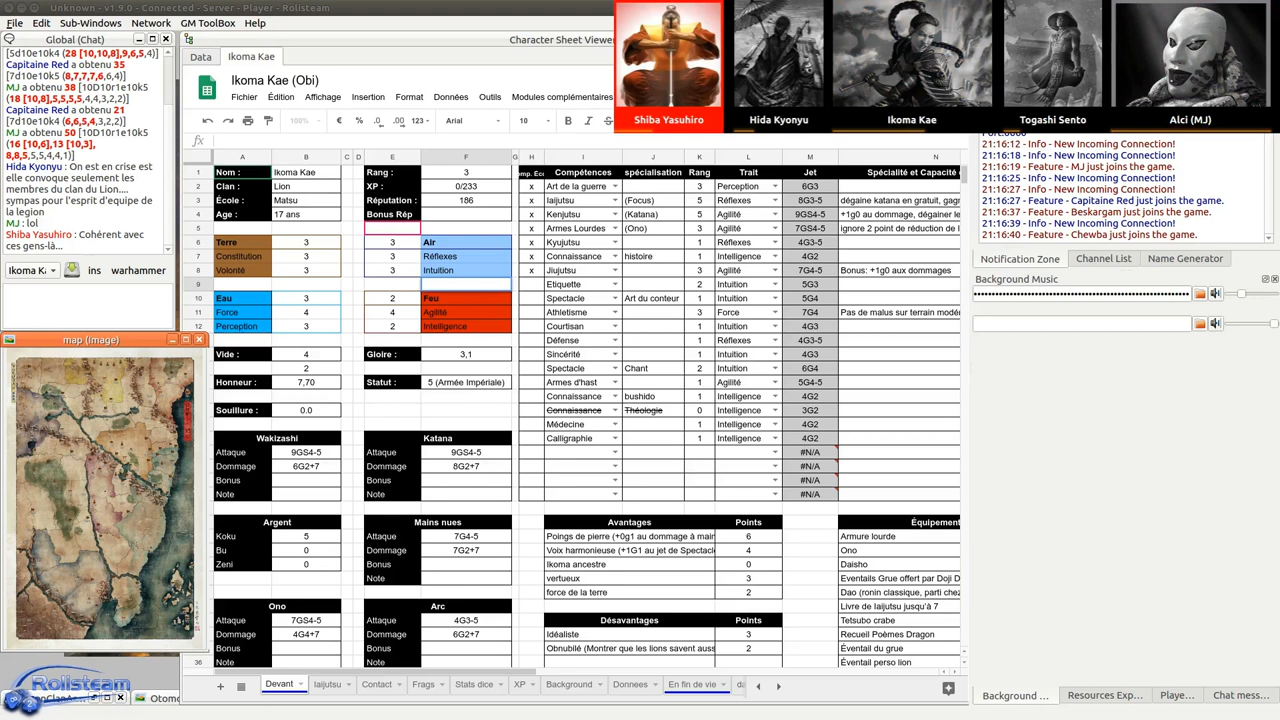 Unknown - v1.9.0 - Connected - Server - Player - Rolisteam
File Edit Sub-Windows Network GM ToolBox Help
Global (Chat)
[5d10e10k4 (28 [10,10,8],9,6,5,4)]
Capitaine Red a obtenu 35
[7d10e10k4 (8,7,7,7,6,6,4)]
MJ a obtenu 38 [10D10r1e10k5
(18 [10,8],5,5,5,5,4,4,3,2,2)]
Capitaine Red a obtenu 21
[7d10e10k4 (6,6,5,4,3,2,2)]
MJ a obtenu 50 [10D10r1e10k5
(16 [10,6],13 [10,3],
8,8,5,5,5,4,4,1)]
Hida Kyonyu : On est en crise est
elle convoque seulement les
membres du clan du Lion....
sympas pour l'esprit d'equipe de
la legion
MJ : lol
Shiba Yasuhiro : Cohérent avec
ces gens-là...
Ikoma Ka ins warhammer
map (Image)
Rolisteam
Otomo
Character Sheet Viewer
Data Ikoma Kae
Ikoma Kae (Obi)
Fichier Édition Affichage Insertion Format Données Outils Modules complémentaires
100% € % .0 .00 123 Arial 10 B I S
fx
A B C D E F G H I J K L M N
Nom : Ikoma Kae Rang : 3
Clan : Lion XP : 0/233
École : Matsu Réputation : 186
Age : 17 ans Bonus Rép
Terre 3 3 Air
Constitution 3 3 Réflexes
Volonté 3 3 Intuition
Eau 3 2 Feu
Force 4 4 Agilité
Perception 3 2 Intelligence
Vide : 4 Gloire : 3,1
2
Honneur : 7,70 Statut : 5 (Armée Impériale)
Souillure : 0.0
Wakizashi Katana
Attaque 9GS4-5 Attaque 9GS4-5
Dommage 6G2+7 Dommage 8G2+7
Bonus Bonus
Note Note
Argent Mains nues
Koku 5 Attaque 7G4-5
Bu 0 Dommage 7G2+7
Zeni 0 Bonus
Note
Ono Arc
Attaque 7GS4-5 Attaque 4G3-5
Dommage 4G4+7 Dommage 6G2+7
Bonus Bonus
36 Note Note
Compétences spécialisation Rang Trait Jet Spécialité et Capacité
x Art de la guerre 3 Perception 6G3
x Iaijutsu (Focus) 5 Réflexes 8G3-5 dégaine katana en gratuit, gagn
x Kenjutsu (Katana) 5 Agilité 9GS4-5 +1g0 au dommage, dégainer le
x Armes Lourdes (Ono) 3 Agilité 7GS4-5 ignore 2 point de réduction de l
x Kyujutsu 1 Réflexes 4G3-5
x Connaissance histoire 1 Intelligence 4G2
x Jiujutsu 3 Agilité 7G4-5 Bonus: +1g0 aux dommages
Etiquette 2 Intuition 5G3
Spectacle Art du conteur 1 Intuition 5G4
Athletisme 3 Force 7G4 Pas de malus sur terrain modér
Courtisan 1 Intuition 4G3
Défense 1 Réflexes 4G3-5
Sincérité 1 Intuition 4G3
Spectacle Chant 2 Intuition 6G4
Armes d'hast 1 Agilité 5G4-5
Connaissance bushido 1 Intelligence 4G2
Connaissance Théologie 0 Intelligence 3G2
Médecine 1 Intelligence 4G2
Calligraphie 1 Intelligence 4G2
#N/A
#N/A
#N/A
#N/A
Avantages Points
Poings de pierre (+0g1 au dommage à main 6
Voix harmonieuse (+1G1 au jet de Spectacl 4
Ikoma ancestre 0
vertueux 3
force de la terre 2
Désavantages Points
Idéaliste 3
Obnubilé (Montrer que les lions savent auss 2
Équipement
Armure lourde
Ono
Daisho
Eventails Grue offert par Doji D
Dao (ronin classique, parti chez
Livre de Iaijutsu jusqu'à 7
Tetsubo crabe
Recueil Poèmes Dragon
Éventail du grue
Éventail perso lion
Devant Iaijutsu Contact Frags Stats dice XP Background Donnees En fin de vie
Shiba Yasuhiro Hida Kyonyu Ikoma Kae Togashi Sento Alci (MJ)
21:16:12 - Info - New Incoming Connection!
21:16:18 - Info - New Incoming Connection!
21:16:19 - Feature - MJ just joins the game.
21:16:25 - Info - New Incoming Connection!
21:16:27 - Info - New Incoming Connection!
21:16:27 - Feature - Capitaine Red just joins the game.
21:16:37 - Feature - Beskargam just joins the game.
21:16:39 - Info - New Incoming Connection!
21:16:40 - Feature - Chewba just joins the game.
Notification Zone Channel List Name Generator
Background Music
Background ... Resources Exp... Playe... Chat mess...